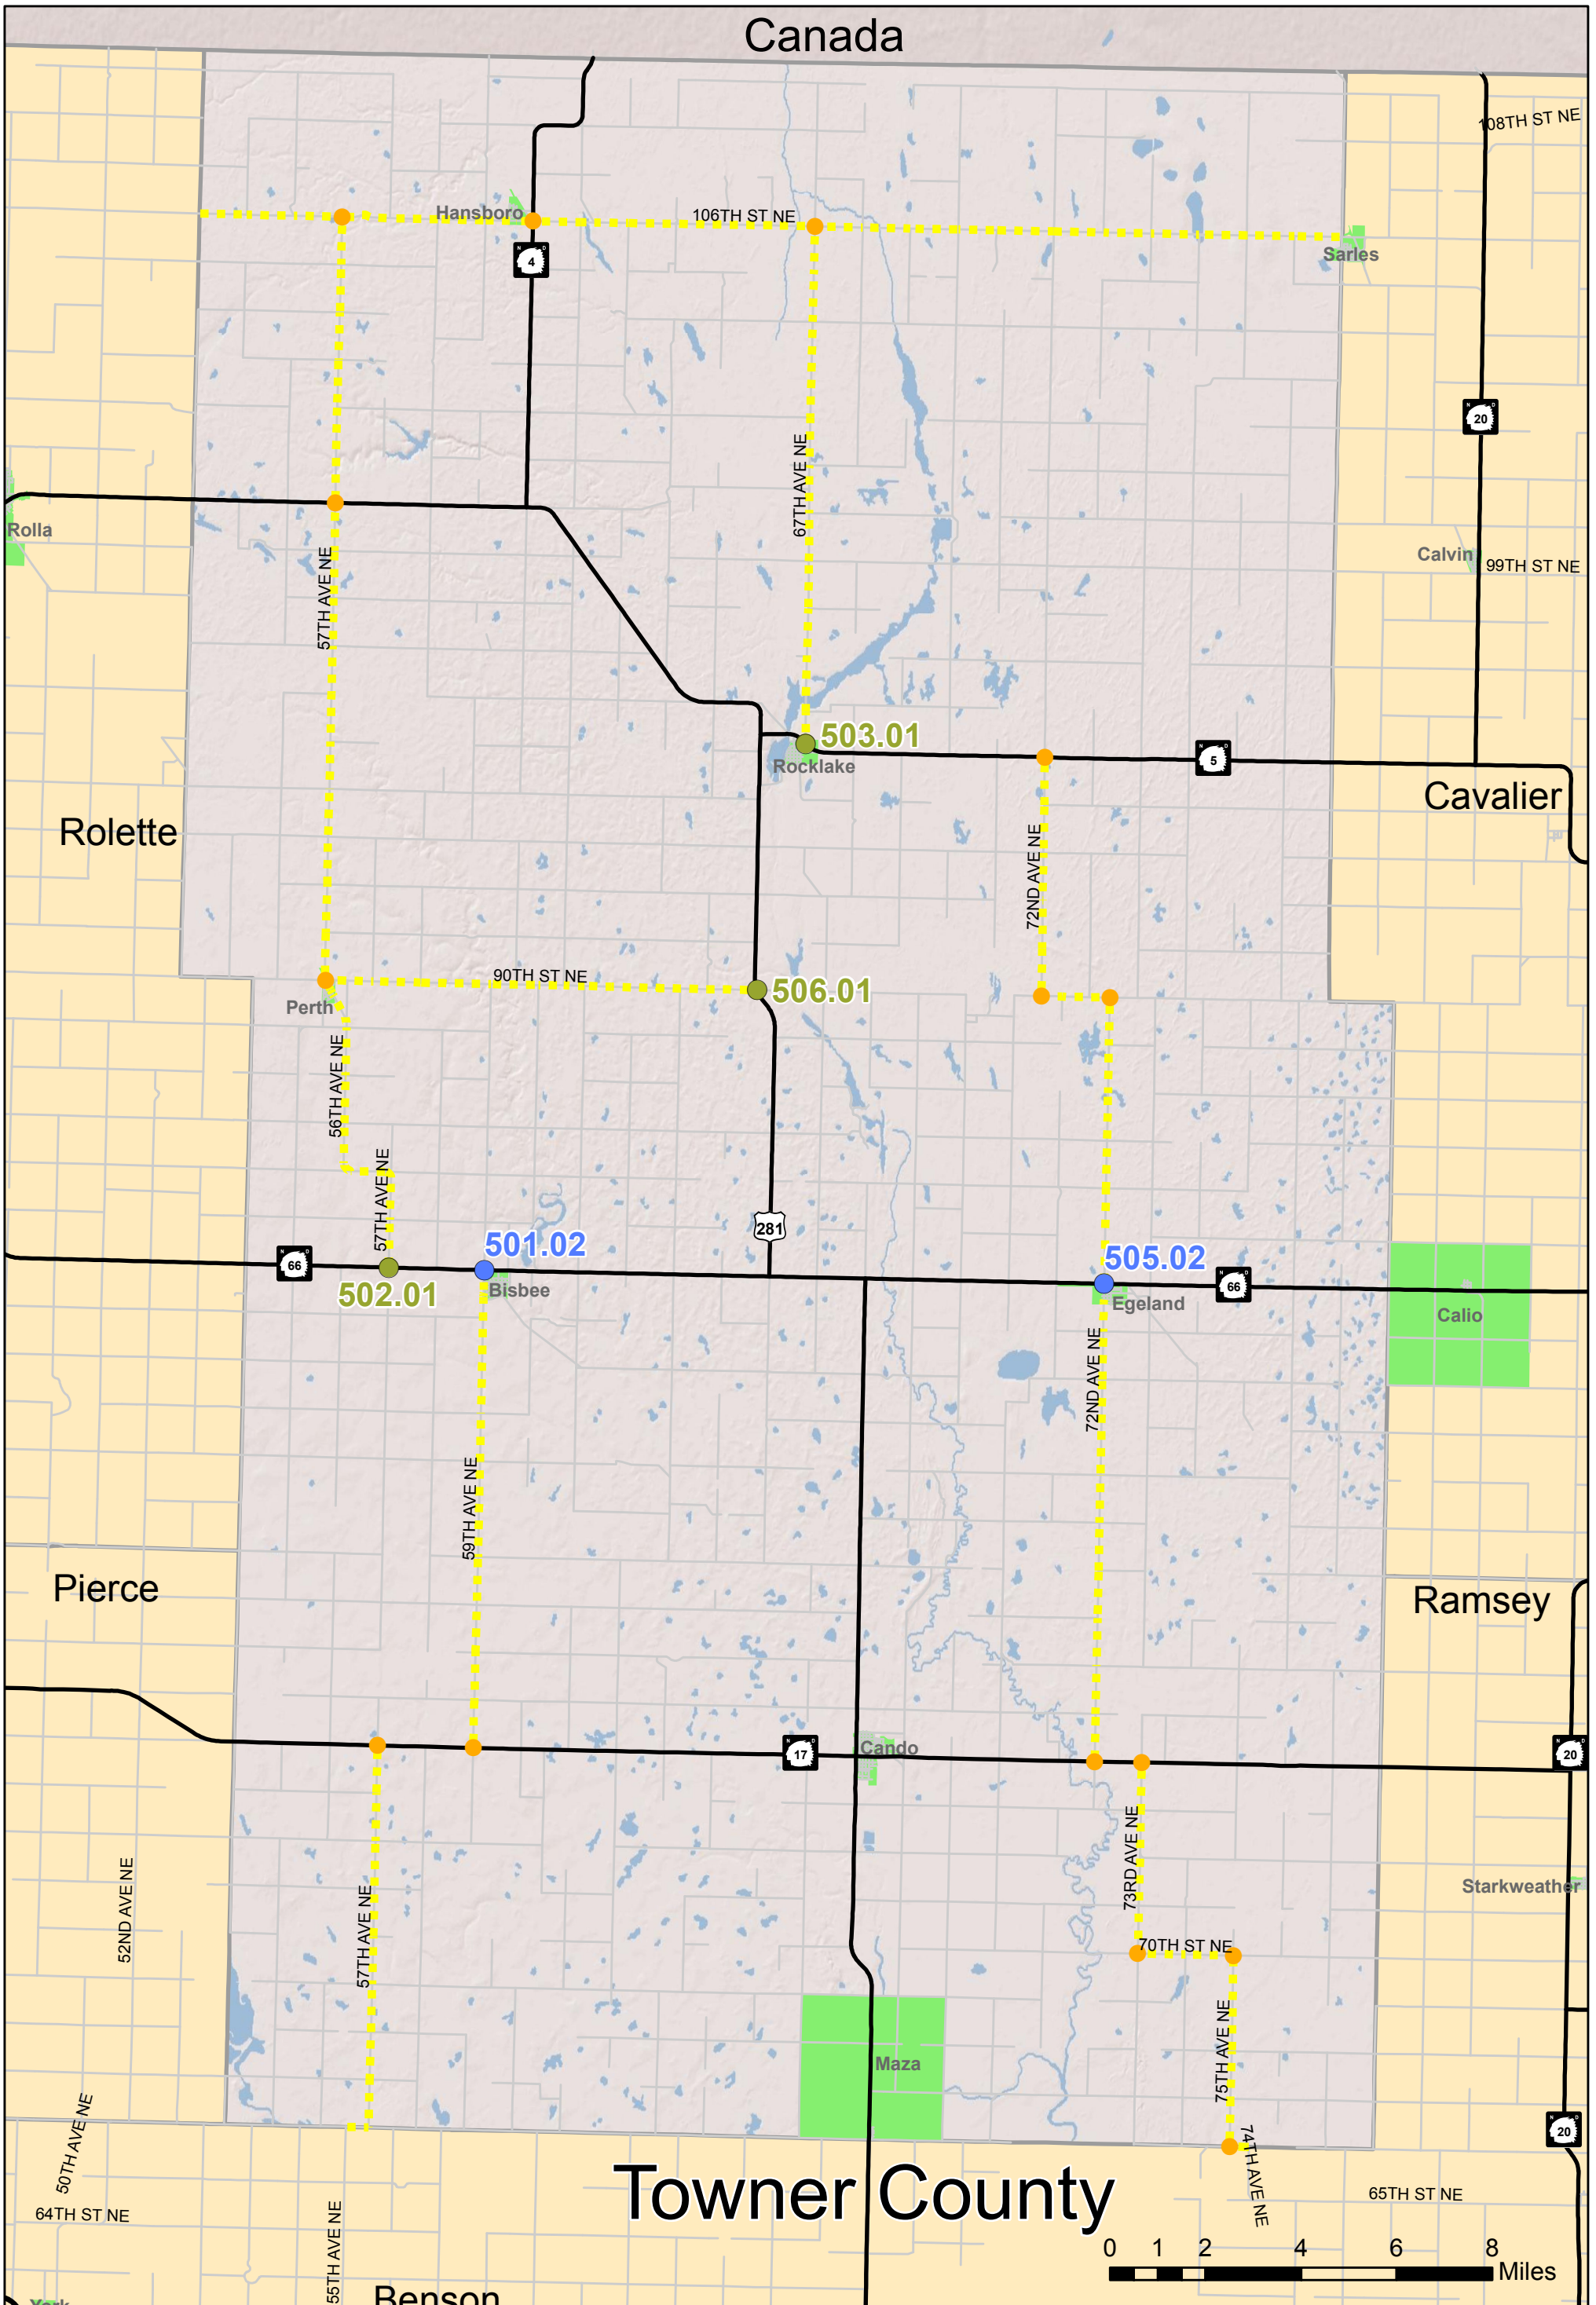 Canada
108TH ST NE
Hansboro
106TH ST NE
Sarles
N D
4
N D
20
67TH AVE NE
Rolla
57TH AVE NE
Calvin
99TH ST NE
503.01
Rocklake
N D
5
Cavalier
Rolette
72ND AVE NE
90TH ST NE
506.01
Perth
56TH AVE NE
57TH AVE NE
281
501.02
505.02
N D
66
502.01
Bisbee
N D
66
Egeland
Calio
72ND AVE NE
59TH AVE NE
Pierce
Ramsey
N D
17
Cando
N D
20
73RD AVE NE
52ND AVE NE
57TH AVE NE
Starkweather
70TH ST NE
75TH AVE NE
Maza
50TH AVE NE
N D
20
74TH AVE NE
Towner County
64TH ST NE
65TH ST NE
55TH AVE NE
0 1 2 4 6 8
Miles
Benson
York